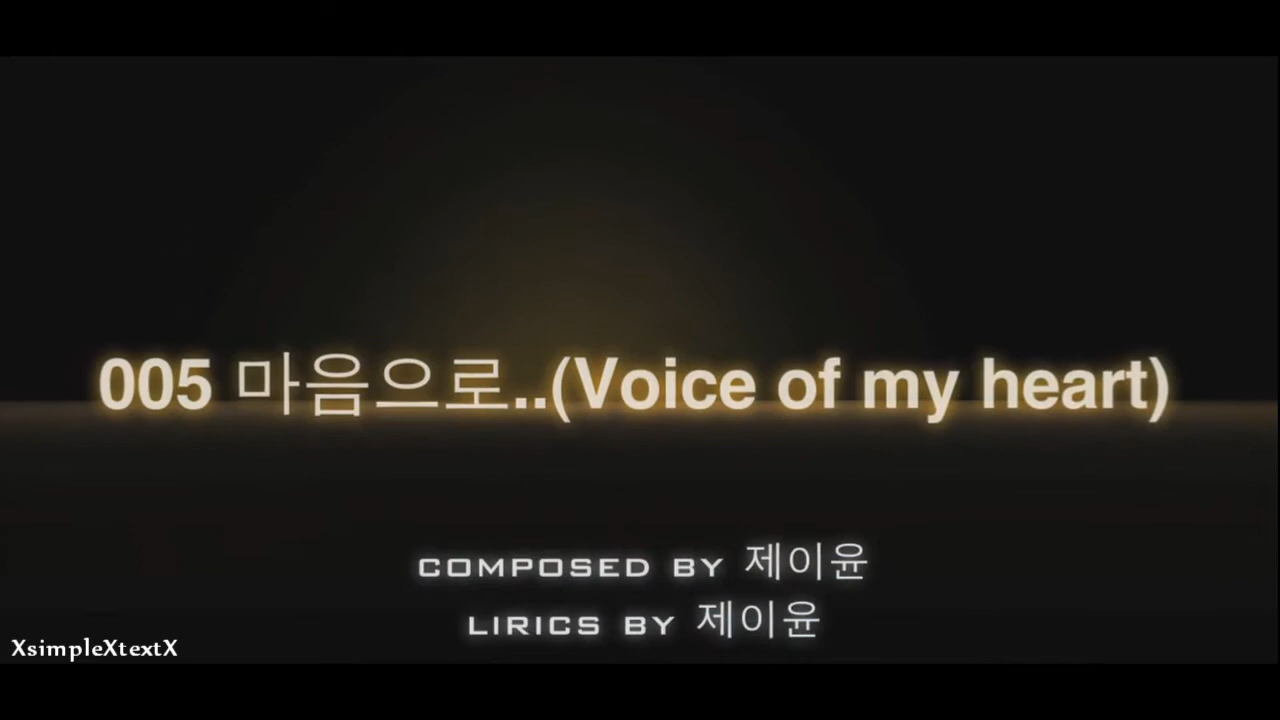 005 마음으로..(Voice of my heart)
COMPOSED BY 제이윤
LIRICS BY 제이윤
XsimpleXtextX